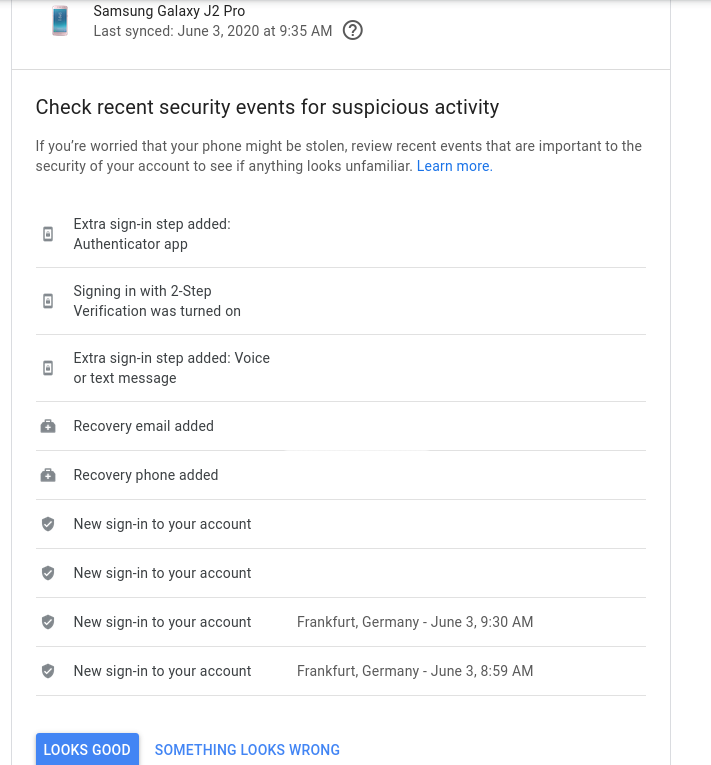 Samsung Galaxy J2 Pro
Last synced: June 3, 2020 at 9:35 AM ?
Check recent security events for suspicious activity
If you’re worried that your phone might be stolen, review recent events that are important to the
security of your account to see if anything looks unfamiliar. Learn more.
Extra sign-in step added:
Authenticator app
Signing in with 2-Step
Verification was turned on
Extra sign-in step added: Voice
or text message
Recovery email added
Recovery phone added
New sign-in to your account
New sign-in to your account
New sign-in to your account Frankfurt, Germany - June 3, 9:30 AM
New sign-in to your account Frankfurt, Germany - June 3, 8:59 AM
LOOKS GOOD SOMETHING LOOKS WRONG